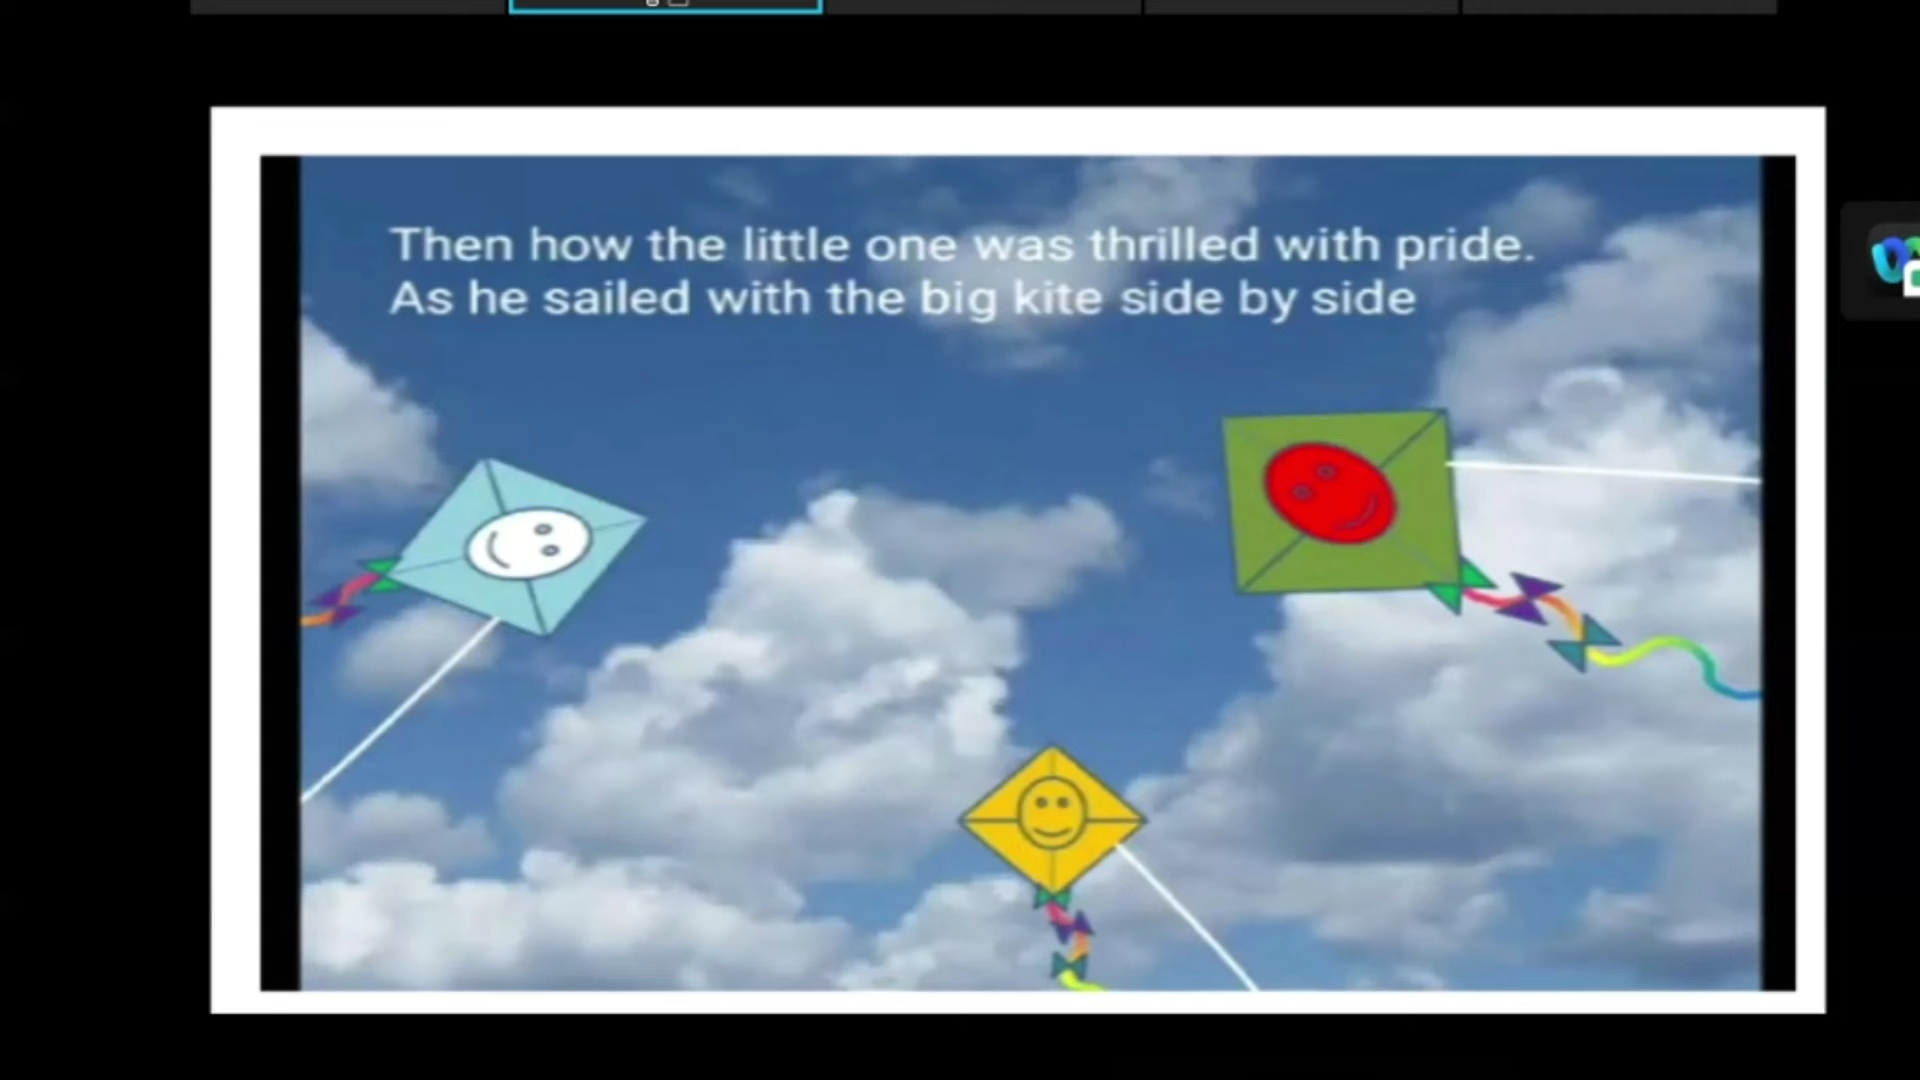 Then how the little one was thrilled with pride.
As he sailed with the big kite side by side